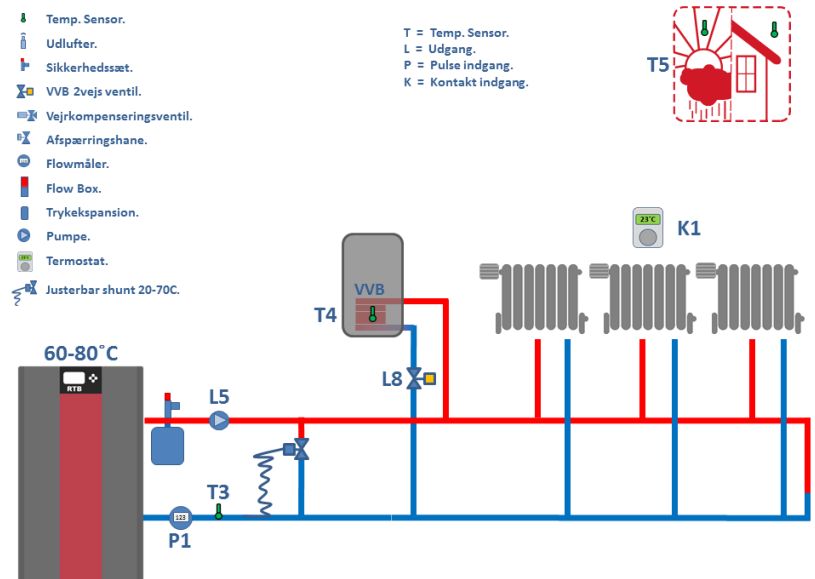 Temp. Sensor.
Udlufter.
Sikkerhedssæt.
VVB 2vejs ventil.
Vejrkompenseringsventil.
Afspærringshane.
Flowmåler.
Flow Box.
Trykekspansion.
Pumpe.
Termostat.
Justerbar shunt 20-70C.
T = Temp. Sensor.
L = Udgang.
P = Pulse indgang.
K = Kontakt indgang.
T5
23°C
K1
VVB
T4
60-80°C
RTB
L5
L8
T3
123
P1